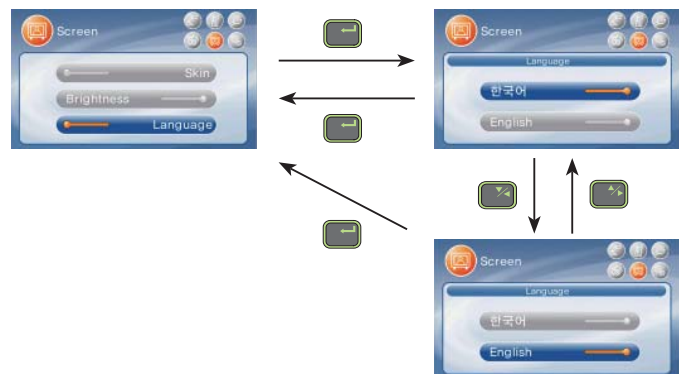 Screen
Skin
Brightness
Language
Screen
Language
한국어
English
Screen
Language
한국어
English